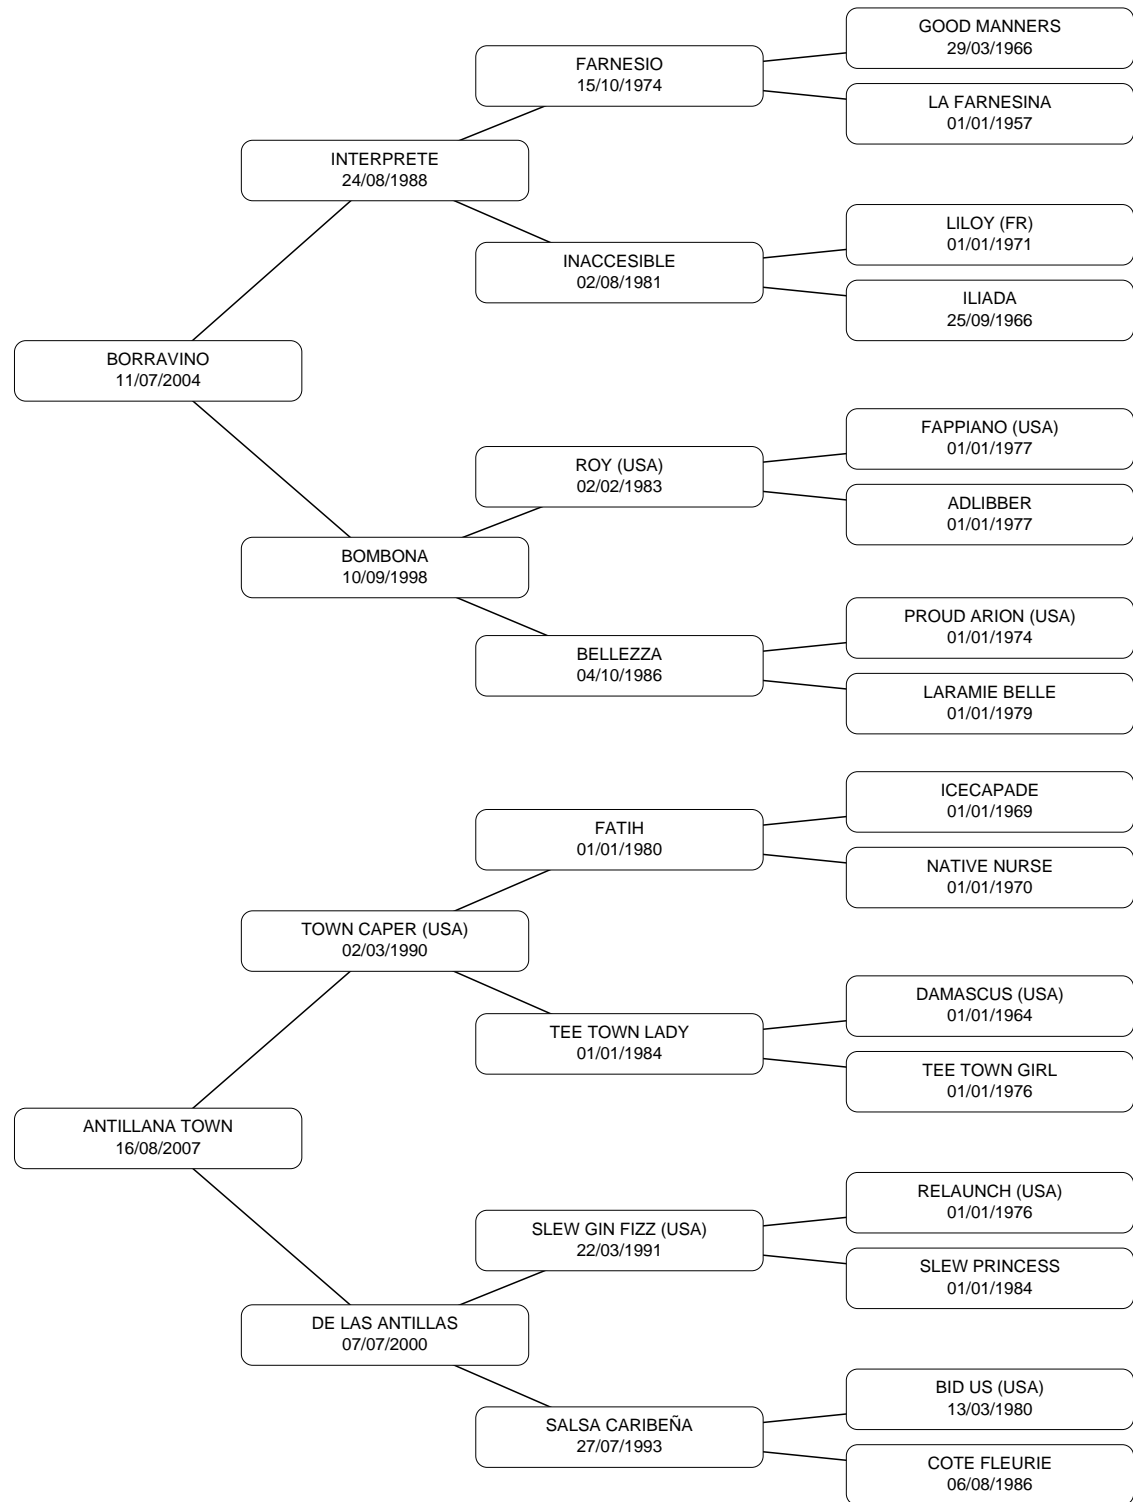 GOOD MANNERS
29/03/1966
FARNESIO
15/10/1974
LA FARNESINA
01/01/1957
INTERPRETE
24/08/1988
LILOY (FR)
01/01/1971
INACCESIBLE
02/08/1981
ILIADA
25/09/1966
BORRAVINO
11/07/2004
FAPPIANO (USA)
01/01/1977
ROY (USA)
02/02/1983
ADLIBBER
01/01/1977
BOMBONA
10/09/1998
PROUD ARION (USA)
01/01/1974
BELLEZZA
04/10/1986
LARAMIE BELLE
01/01/1979
ICECAPADE
01/01/1969
FATIH
01/01/1980
NATIVE NURSE
01/01/1970
TOWN CAPER (USA)
02/03/1990
DAMASCUS (USA)
01/01/1964
TEE TOWN LADY
01/01/1984
TEE TOWN GIRL
01/01/1976
ANTILLANA TOWN
16/08/2007
RELAUNCH (USA)
01/01/1976
SLEW GIN FIZZ (USA)
22/03/1991
SLEW PRINCESS
01/01/1984
DE LAS ANTILLAS
07/07/2000
BID US (USA)
13/03/1980
SALSA CARIBEÑA
27/07/1993
COTE FLEURIE
06/08/1986